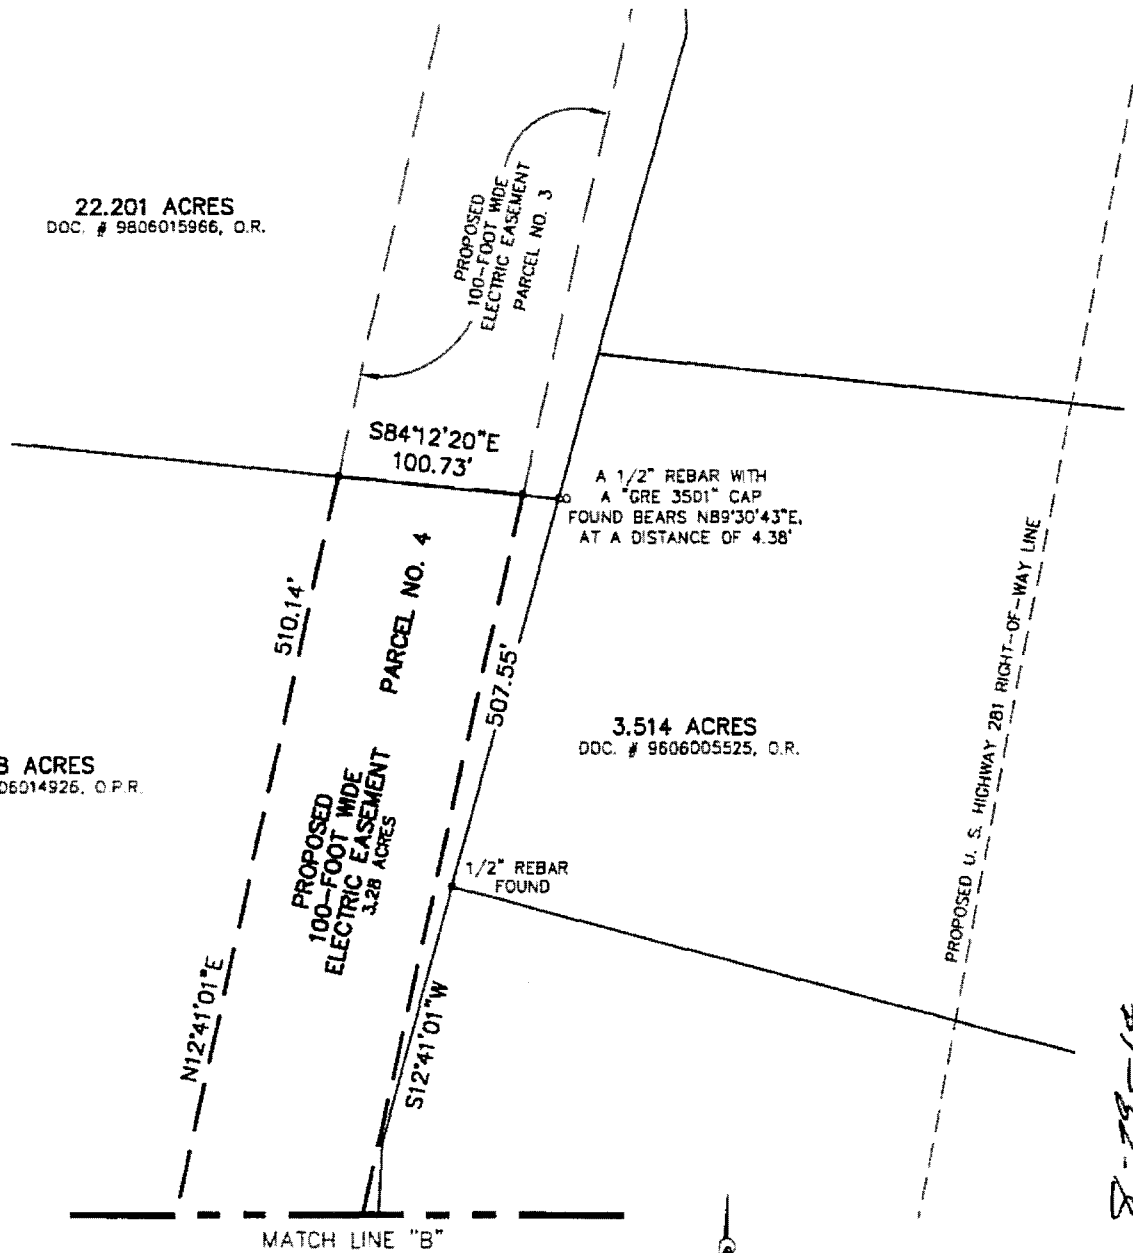 22.201 ACRES
DOC. # 9806015966, O.R.
PROPOSED
100-FOOT WIDE
ELECTRIC EASEMENT
PARCEL NO. 3
S84°12'20"E
100.73'
A 1/2" REBAR WITH
A "GRE 3501" CAP
FOUND BEARS N89°30'43"E,
AT A DISTANCE OF 4.38'
510.14'
PARCEL NO. 4
507.55'
PROPOSED U. S. HIGHWAY 281 RIGHT-OF-WAY LINE
3.514 ACRES
DOC. # 9606005525, O.R.
8 ACRES
06014926, O.P.R.
PROPOSED
100-FOOT WIDE
ELECTRIC EASEMENT
3.28 ACRES
1/2" REBAR
FOUND
N12°41'01"E
S12°41'01"W
MATCH LINE "B"